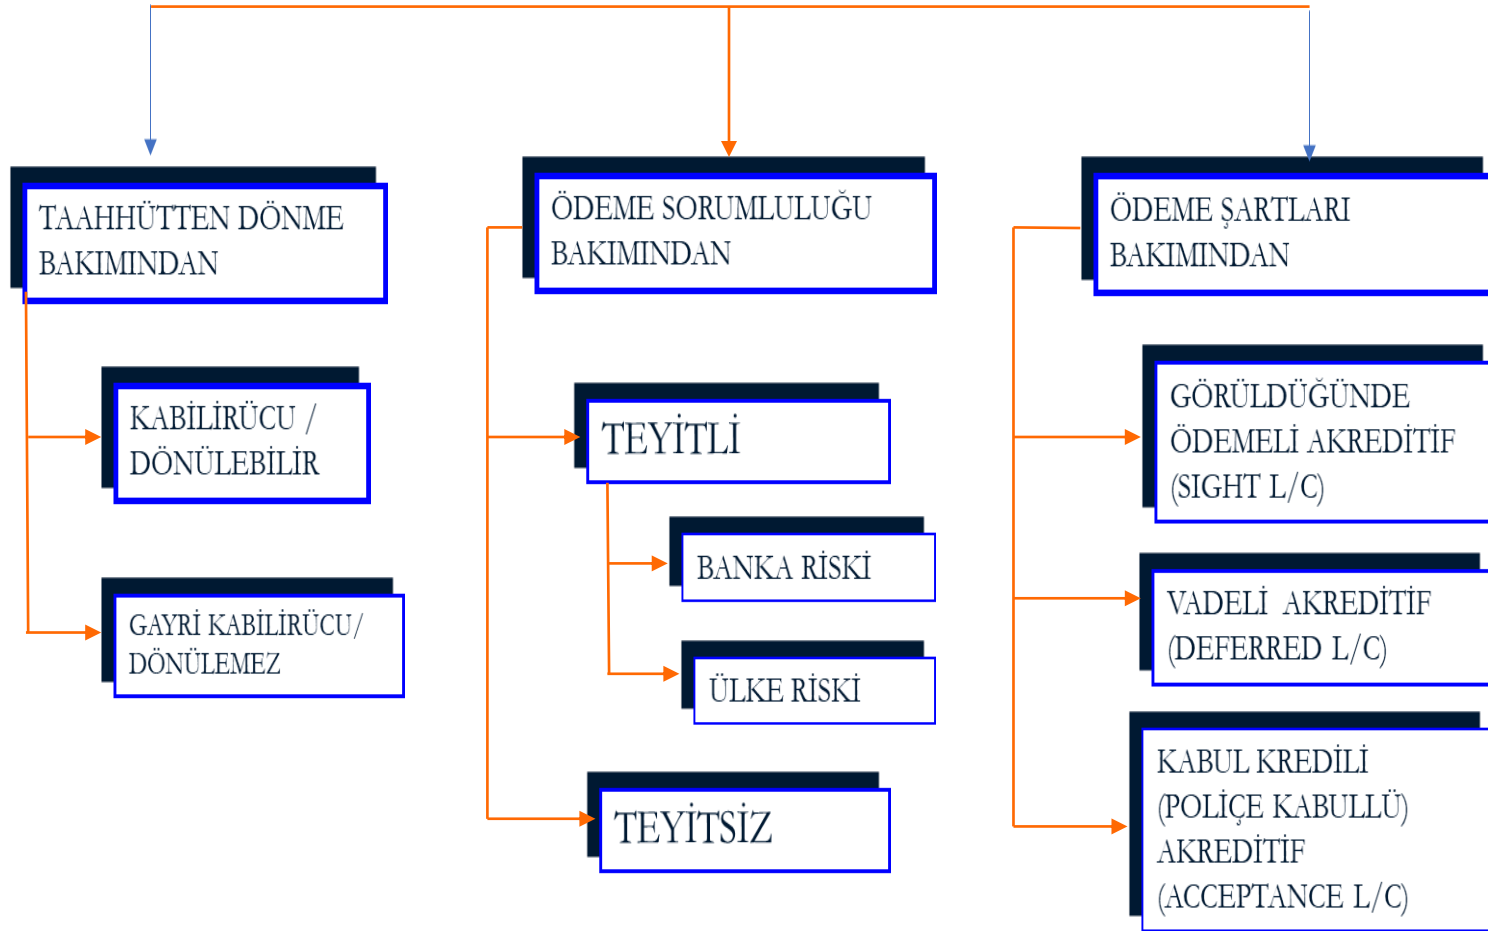 TAAHHÜTTEN DÖNME
BAKIMINDAN
KABİLİRÜCU /
DÖNÜLEBİLİR
GAYRİ KABİLİRÜCU/
DÖNÜLEMEZ
ÖDEME SORUMLULUĞU
BAKIMINDAN
TEYİTLİ
BANKA RİSKİ
ÜLKE RİSKİ
TEYİTSİZ
ÖDEME ŞARTLARI
BAKIMINDAN
GÖRÜLDÜĞÜNDE
ÖDEMELİ AKREDİTİF
(SIGHT L/C)
VADELİ AKREDİTİF
(DEFERRED L/C)
KABUL KREDİLİ
(POLİÇE KABULLÜ)
AKREDİTİF
(ACCEPTANCE L/C)